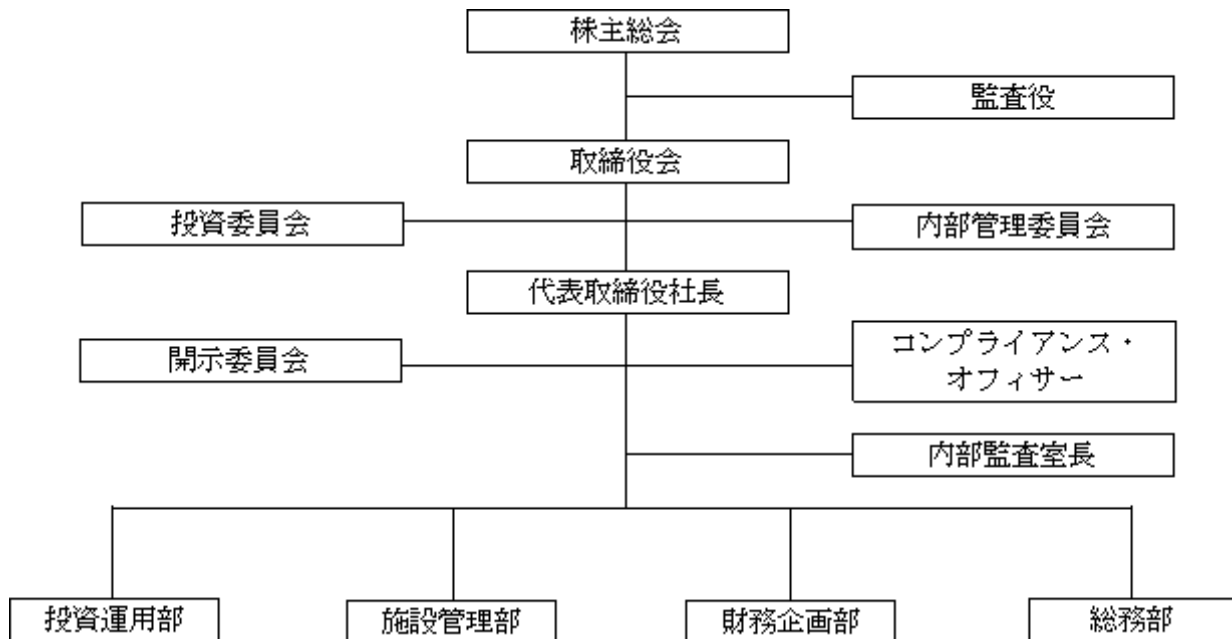 株主総会
監査役
取締役会
投資委員会
内部管理委員会
代表取締役社長
開示委員会
コンプライアンス・
オフィサー
内部監査室長
投資運用部
施設管理部
財務企画部
総務部